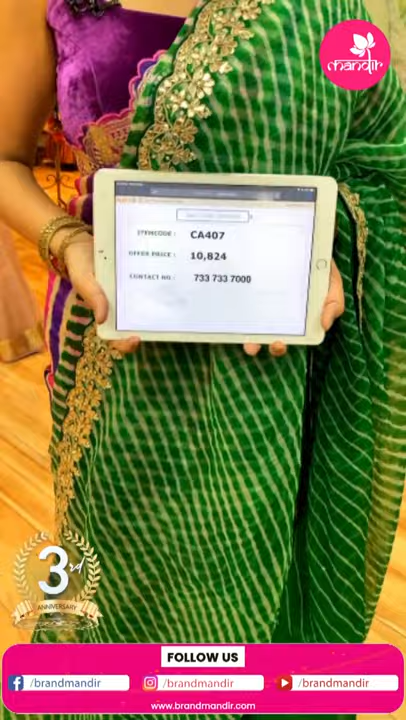 mandir
ITEMCODE : CA407
OFFER PRICE : 10,824
CONTACT NO : 733 733 7000
3rd
ANNIVERSARY
FOLLOW US
/brandmandir /brandmandir /brandmandir
www.brandmandir.com